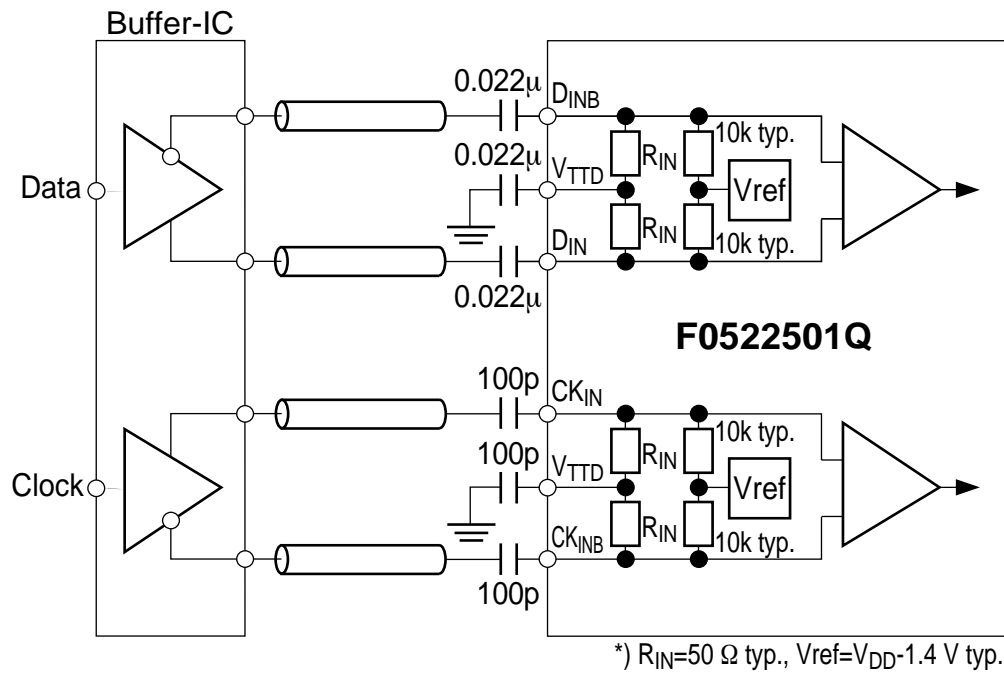 Buffer-IC
0.022μ
DINB
10k typ.
RIN
0.022μ
VTTD
Data
Vref
RIN
DIN
10k typ.
0.022μ
F0522501Q
100p
CKIN
10k typ.
RIN
100p
VTTD
Clock
Vref
RIN
CKINB
10k typ.
100p
*) RIN=50 Ω typ., Vref=VDD-1.4 V typ.